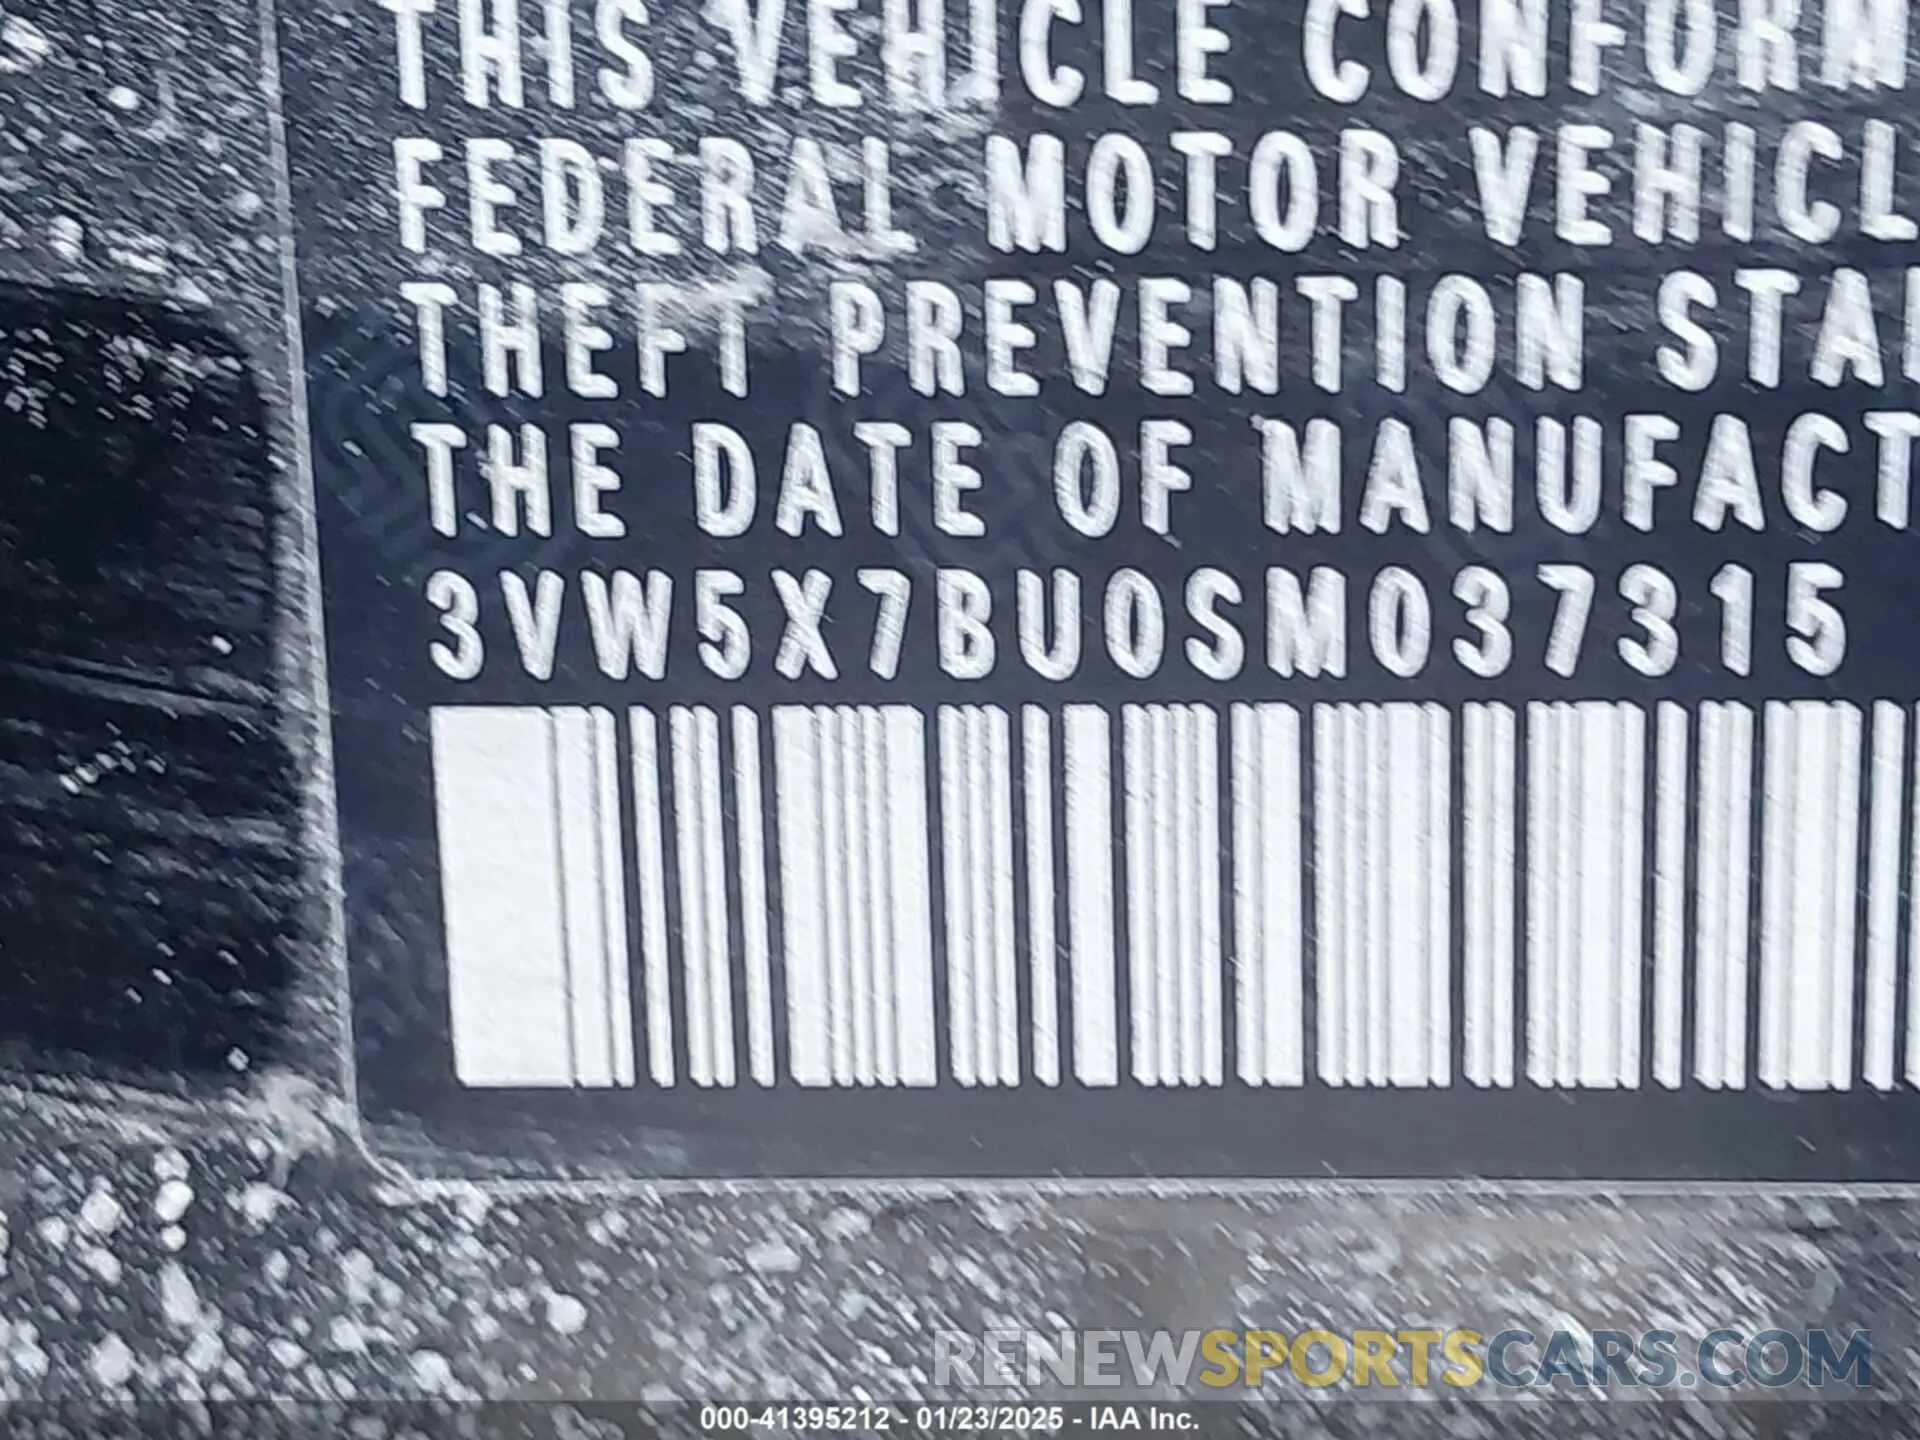 THIS VEHICLE CONFORM
FEDERAL MOTOR VEHICL
THEFT PREVENTION STA
THE DATE OF MANUFACT
3VW5X7BU0SM037315
RENEWSPORTSCARS.COM
000-41395212 - 01/23/2025 - IAA Inc.